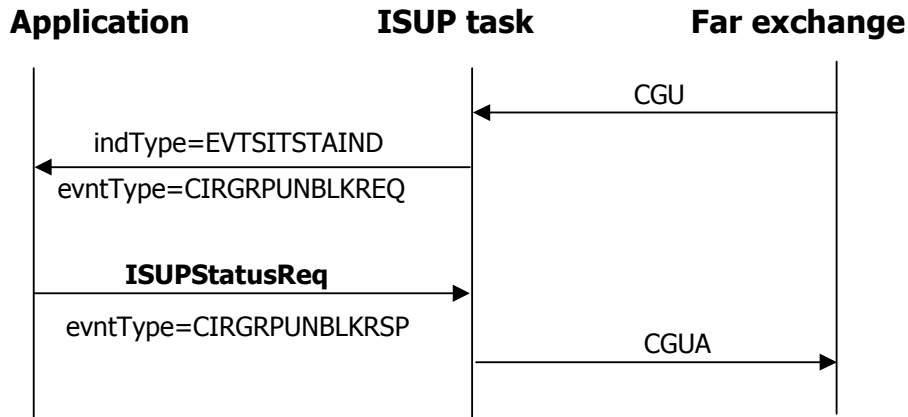 Application ISUP task Far exchange
CGU
indType=EVTSITSTAIND
evntType=CIRGRPUNBLKREQ
ISUPStatusReq
evntType=CIRGRPUNBLKRSP
CGUA